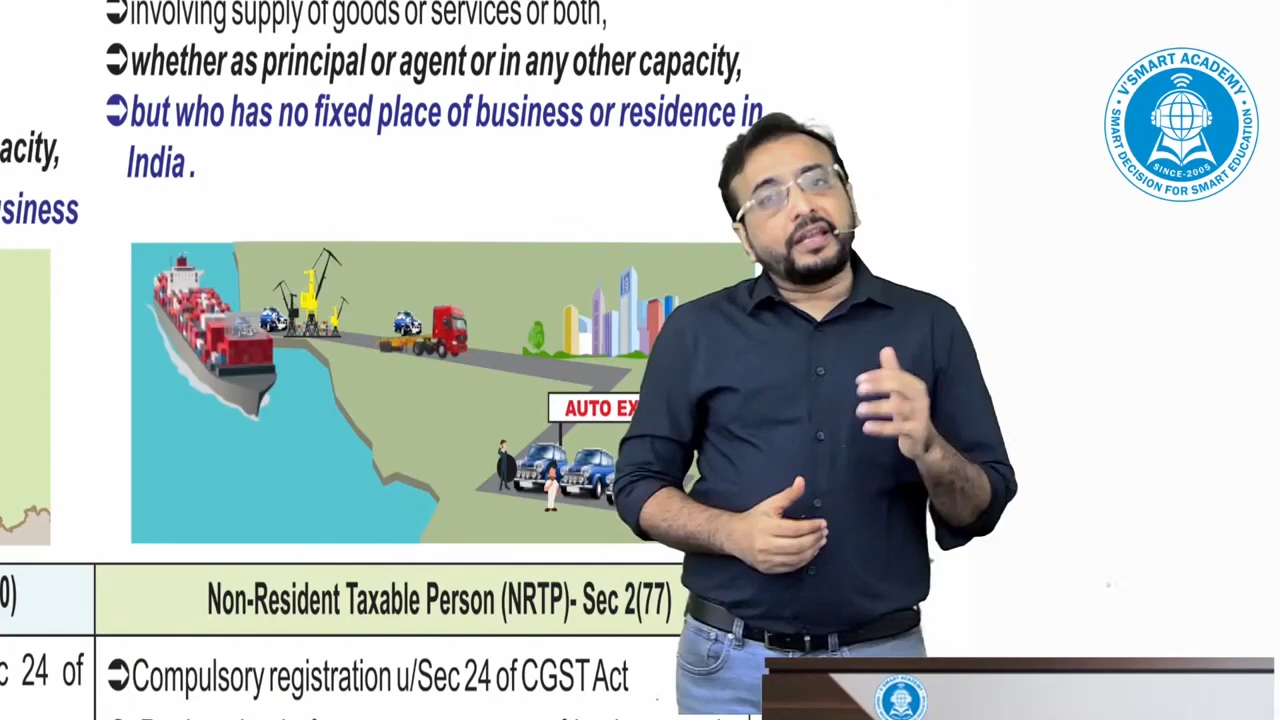 ➲involving supply of goods or services or both,
➲whether as principal or agent or in any other capacity,
➲but who has no fixed place of business or residence in
India .
acity,
siness
AUTO EX
0)
Non-Resident Taxable Person (NRTP)- Sec 2(77)
c 24 of
➲Compulsory registration u/Sec 24 of CGST Act
V'SMART ACADEMY
SINCE-2005
SMART DECISION FOR SMART EDUCATION